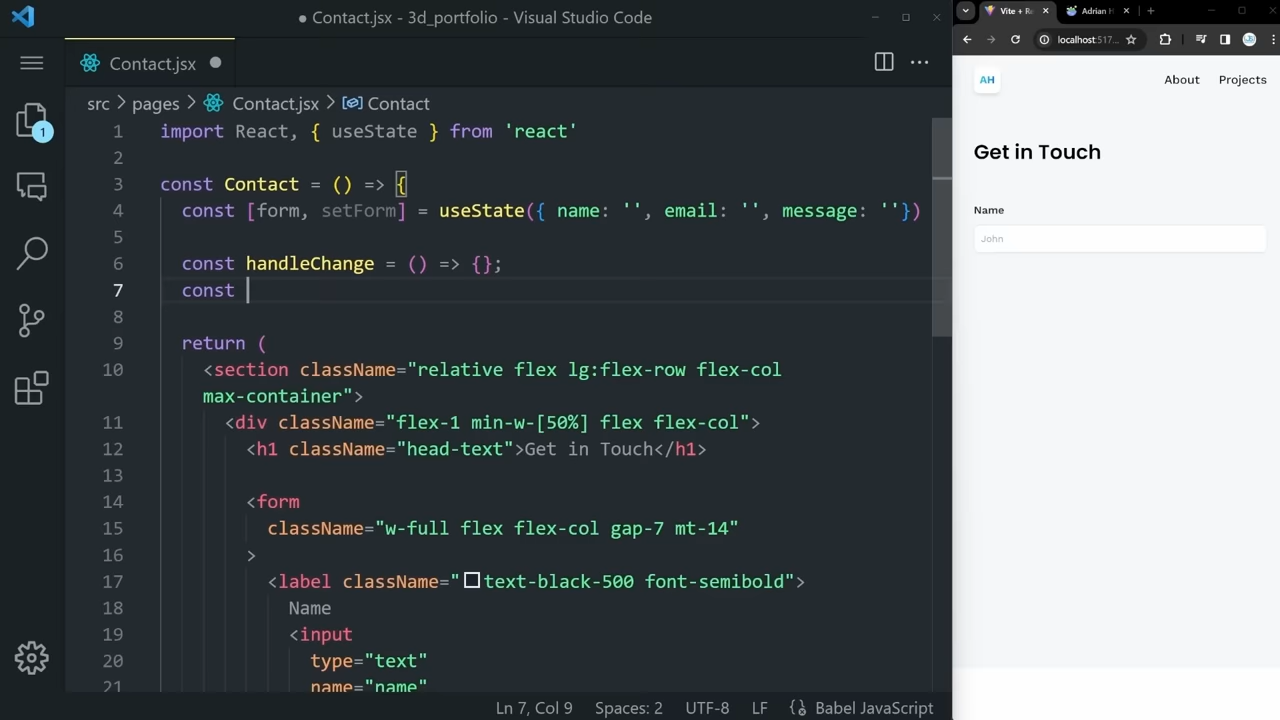 ● Contact.jsx - 3d_portfolio - Visual Studio Code
Contact.jsx
src > pages > Contact.jsx > Contact
1 import React, { useState } from 'react'
2
3 const Contact = () => {
4 const [form, setForm] = useState({ name: '', email: '', message: ''})
5
6 const handleChange = () => {};
7 const
8
9 return (
10 <section className="relative flex lg:flex-row flex-col
max-container">
11 <div className="flex-1 min-w-[50%] flex flex-col">
12 <h1 className="head-text">Get in Touch</h1>
13
14 <form
15 className="w-full flex flex-col gap-7 mt-14"
16 >
17 <label className="text-black-500 font-semibold">
18 Name
19 <input
20 type="text"
21 name="name"
1
Ln 7, Col 9 Spaces: 2 UTF-8 LF Babel JavaScript
Vite + Re
Adrian H
localhost:517...
AH About Projects
Get in Touch
Name
John